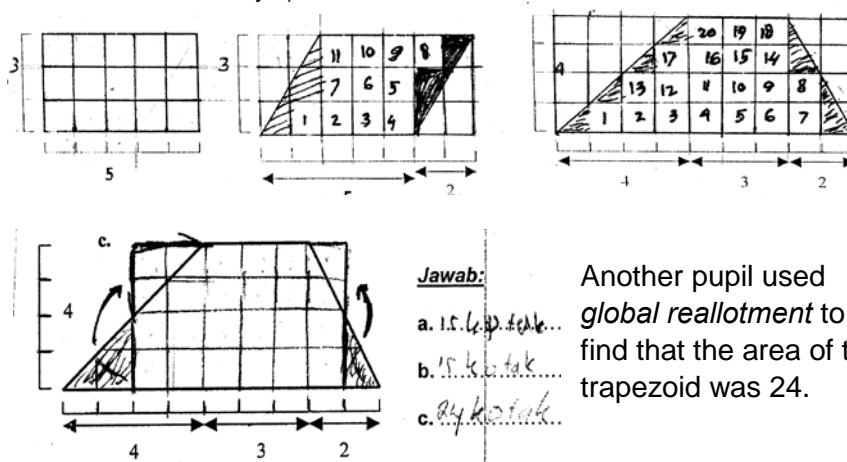 3
5
3
11 10 9 8
7 6 5
1 2 3 4
2
4
20 19 18
17 16 15 14
13 12 11 10 9 8
1 2 3 4 5 6 7
4 3 2
c.
4
4 3 2
Jawab:
a. 15
b. 15 kotak
c. 24 kotak
Another pupil used
global reallotment to
find that the area of
trapezoid was 24.